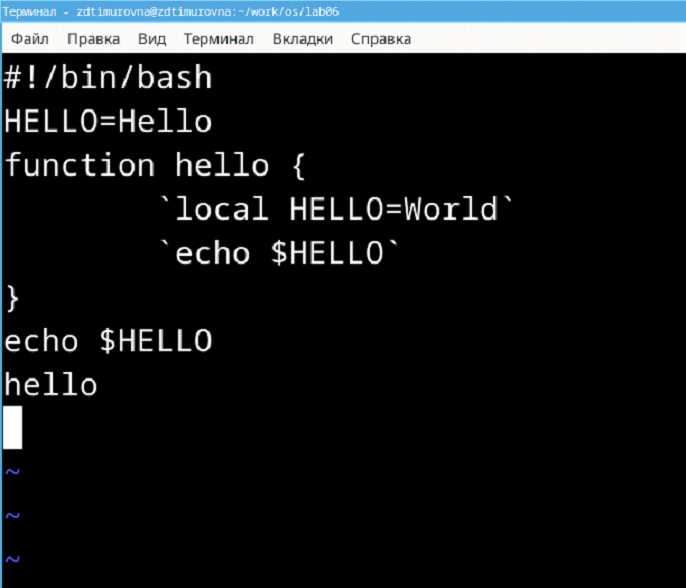 Терминал - zdtimurovna@zdtimurovna:~/work/os/lab06
Файл Правка Вид Терминал Вкладки Справка
#!/bin/bash
HELLO=Hello
function hello {
        `local HELLO=World`
        `echo $HELLO`
}
echo $HELLO
hello
~
~
~